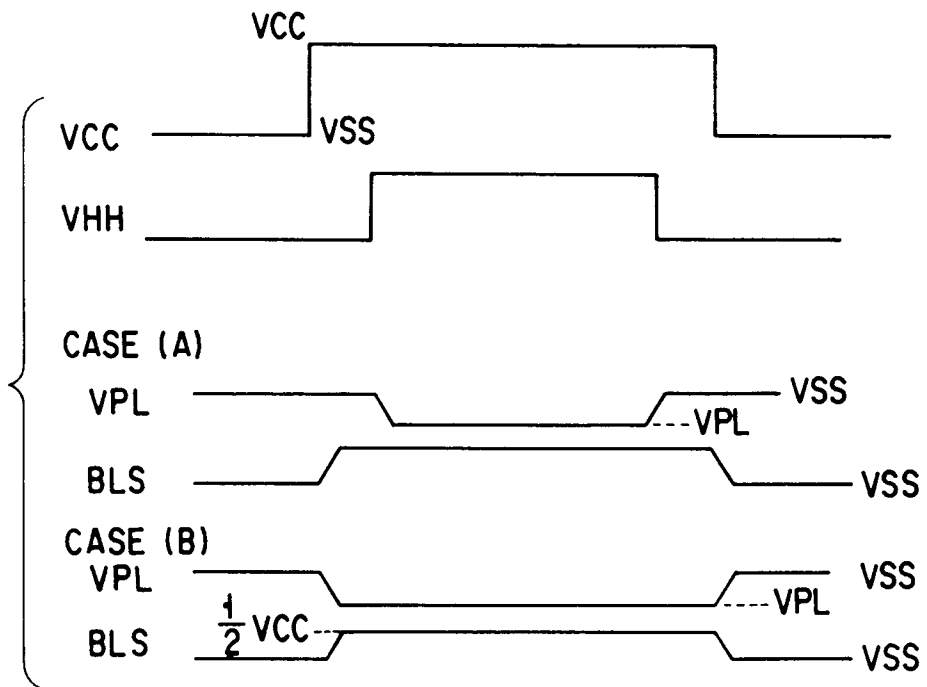 VCC
VCC VSS
VHH
CASE (A)
VPL VSS
VPL
BLS VSS
CASE (B)
VPL VSS
VPL
1/2 VCC
BLS VSS